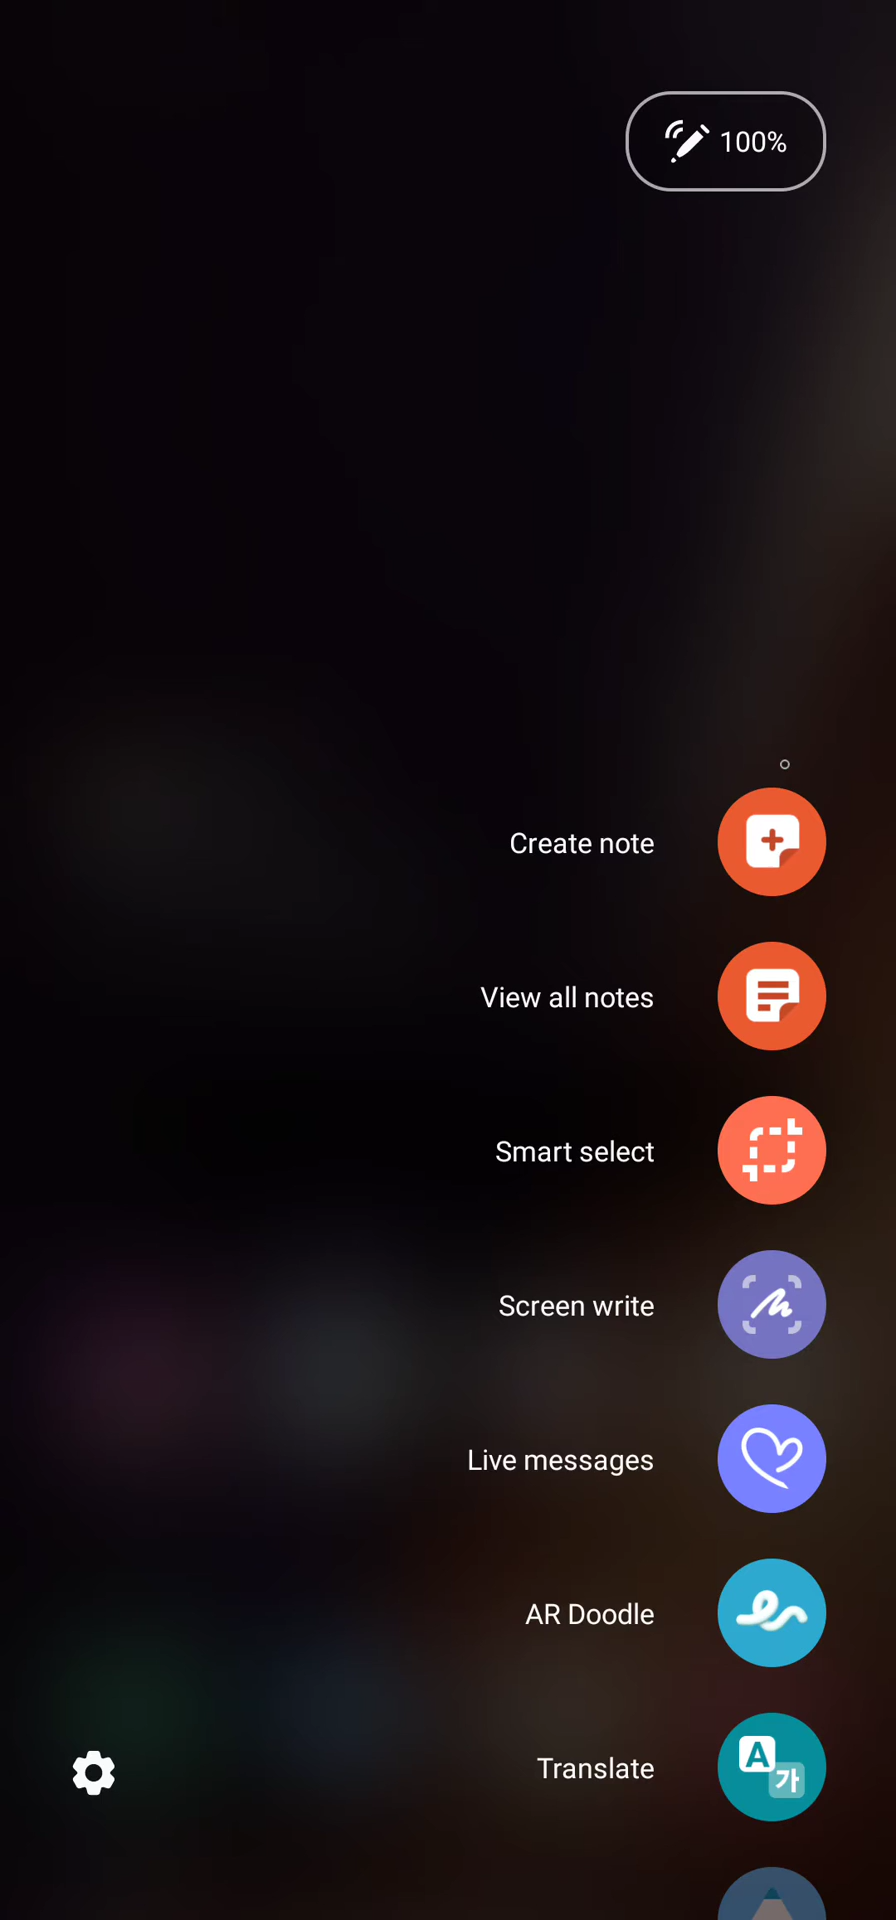 100%
Create note
View all notes
Smart select
Screen write
Live messages
AR Doodle
Translate
A
가